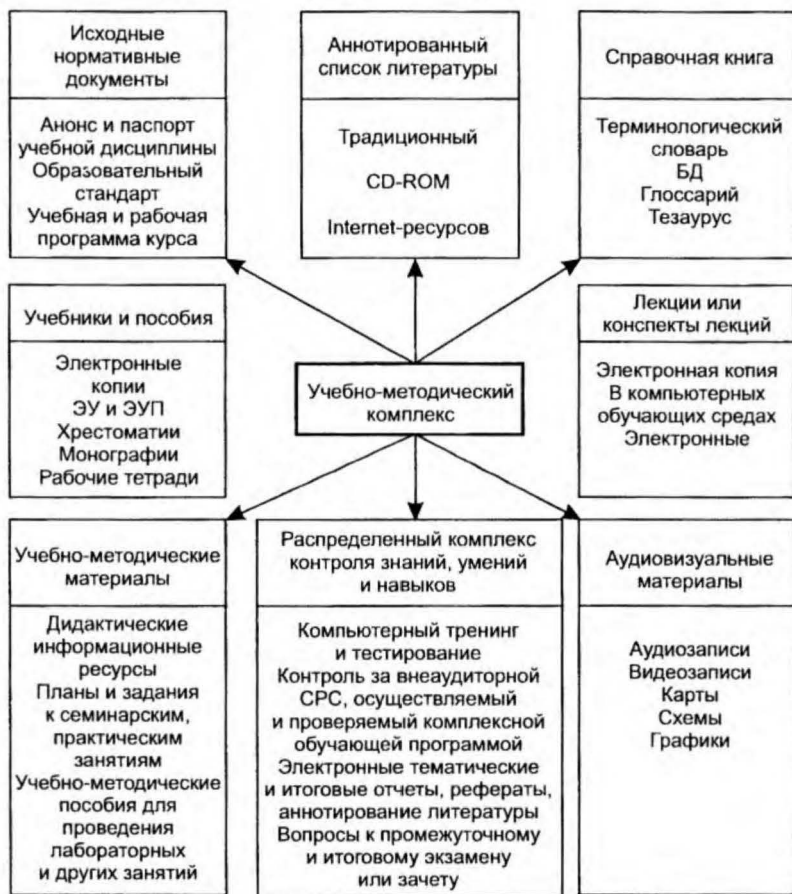 Исходные
нормативные
документы
Анонс и паспорт
учебной дисциплины
Образовательный
стандарт
Учебная и рабочая
программа курса
Аннотированный
список литературы
Традиционный
CD-ROM
Internet-ресурсов
Справочная книга
Терминологический
словарь
БД
Глоссарий
Тезаурус
Учебники и пособия
Электронные
копии
ЭУ и ЭУП
Хрестоматии
Монографии
Рабочие тетради
Учебно-методический
комплекс
Лекции или
конспекты лекций
Электронная копия
В компьютерных
обучающих средах
Электронные
Учебно-методические
материалы
Дидактические
информационные
ресурсы
Планы и задания
к семинарским,
практическим
занятиям
Учебно-методические
пособия для
проведения
лабораторных
и других занятий
Распределенный комплекс
контроля знаний, умений
и навыков
Компьютерный тренинг
и тестирование
Контроль за внеаудиторной
СРС, осуществляемый
и проверяемый комплексной
обучающей программой
Электронные тематические
и итоговые отчеты, рефераты,
аннотирование литературы
Вопросы к промежуточному
и итоговому экзамену
или зачету
Аудиовизуальные
материалы
Аудиозаписи
Видеозаписи
Карты
Схемы
Графики